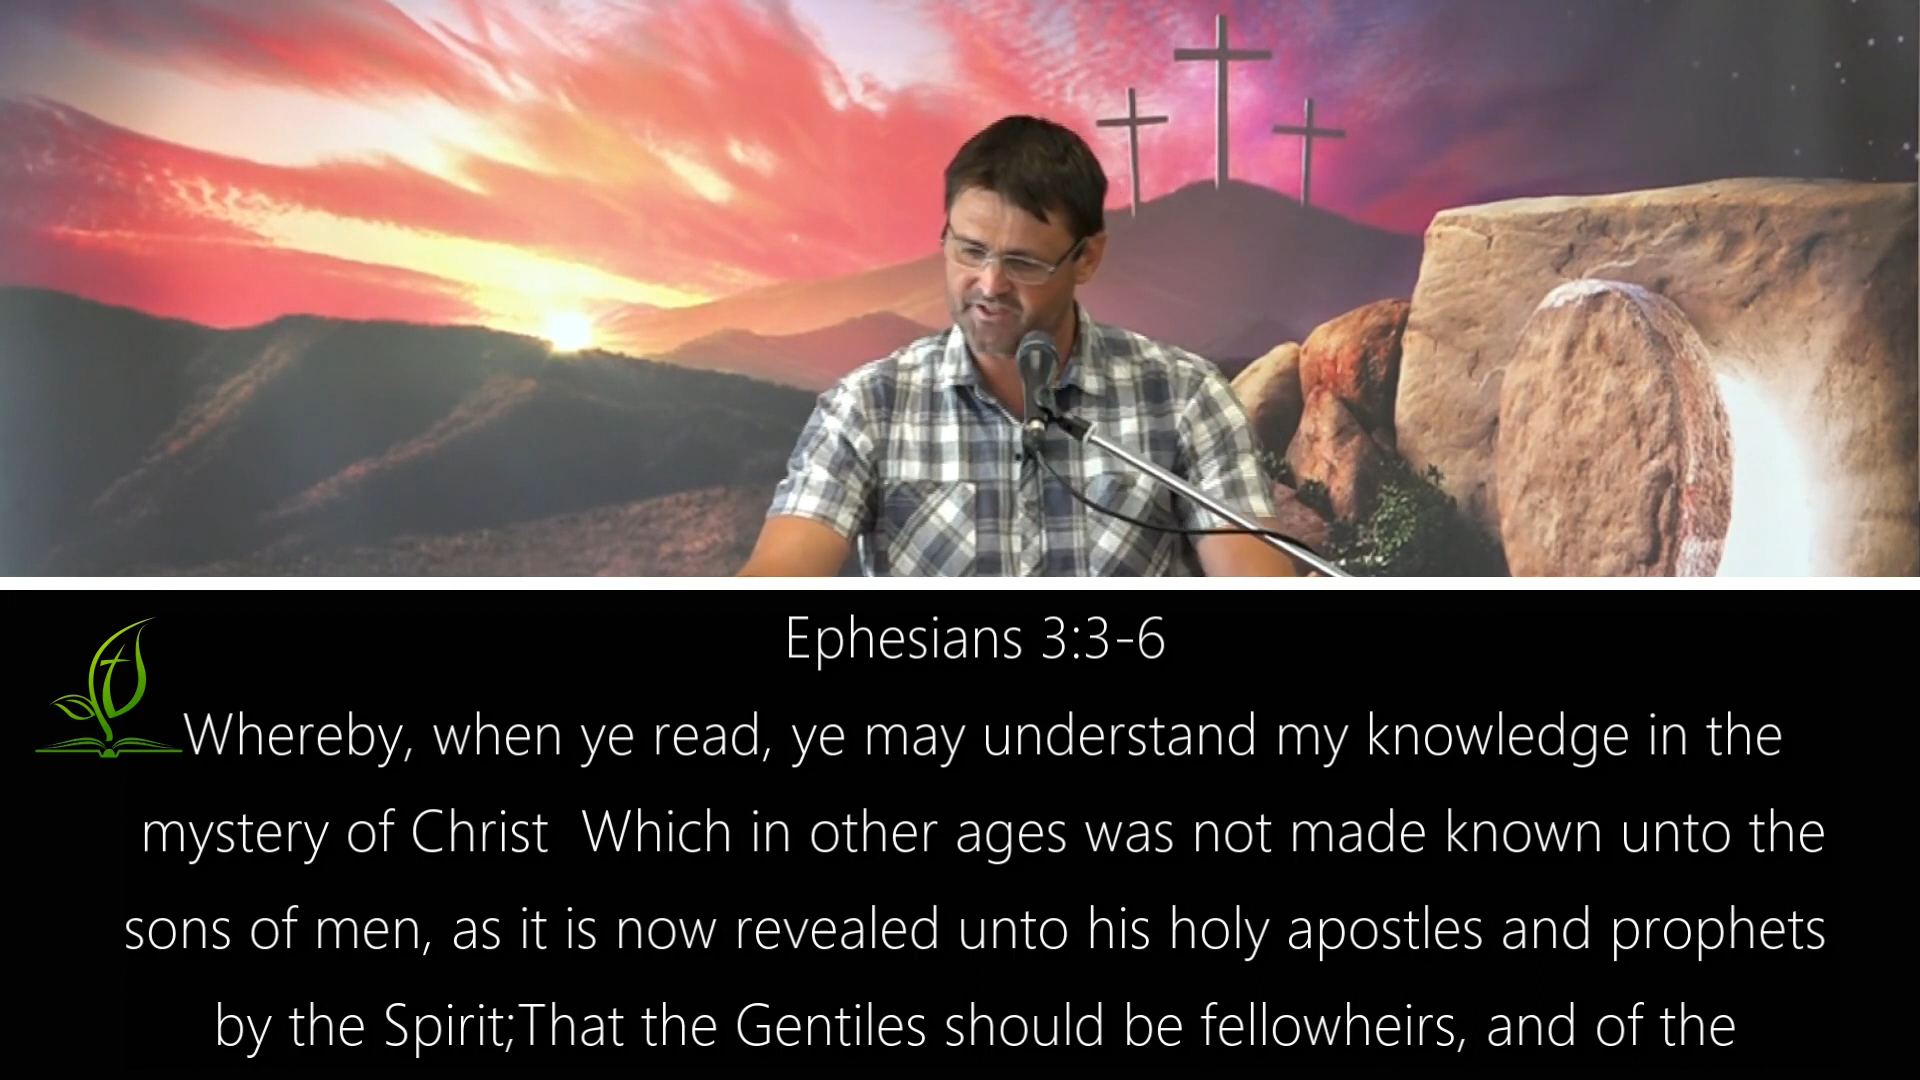 Ephesians 3:3-6
Whereby, when ye read, ye may understand my knowledge in the
mystery of Christ  Which in other ages was not made known unto the
sons of men, as it is now revealed unto his holy apostles and prophets
by the Spirit;That the Gentiles should be fellowheirs, and of the